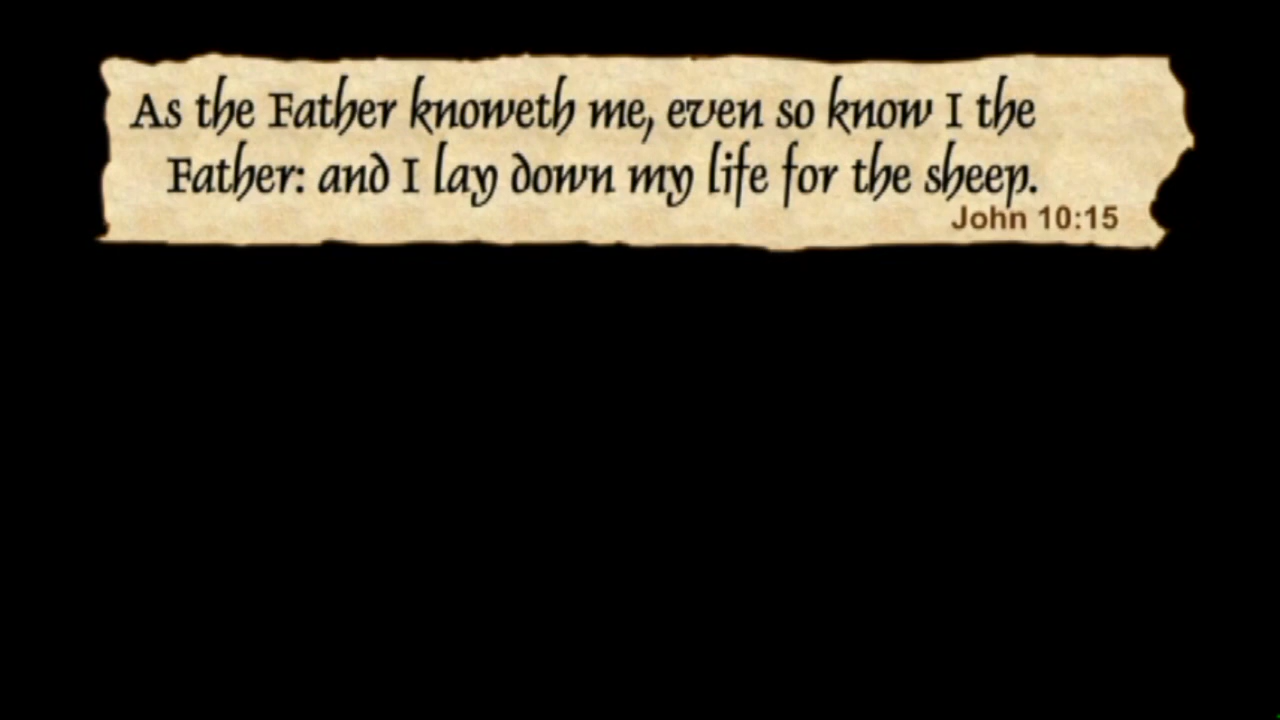 As the Father knoweth me, even so know I the
Father: and I lay down my life for the sheep.
John 10:15